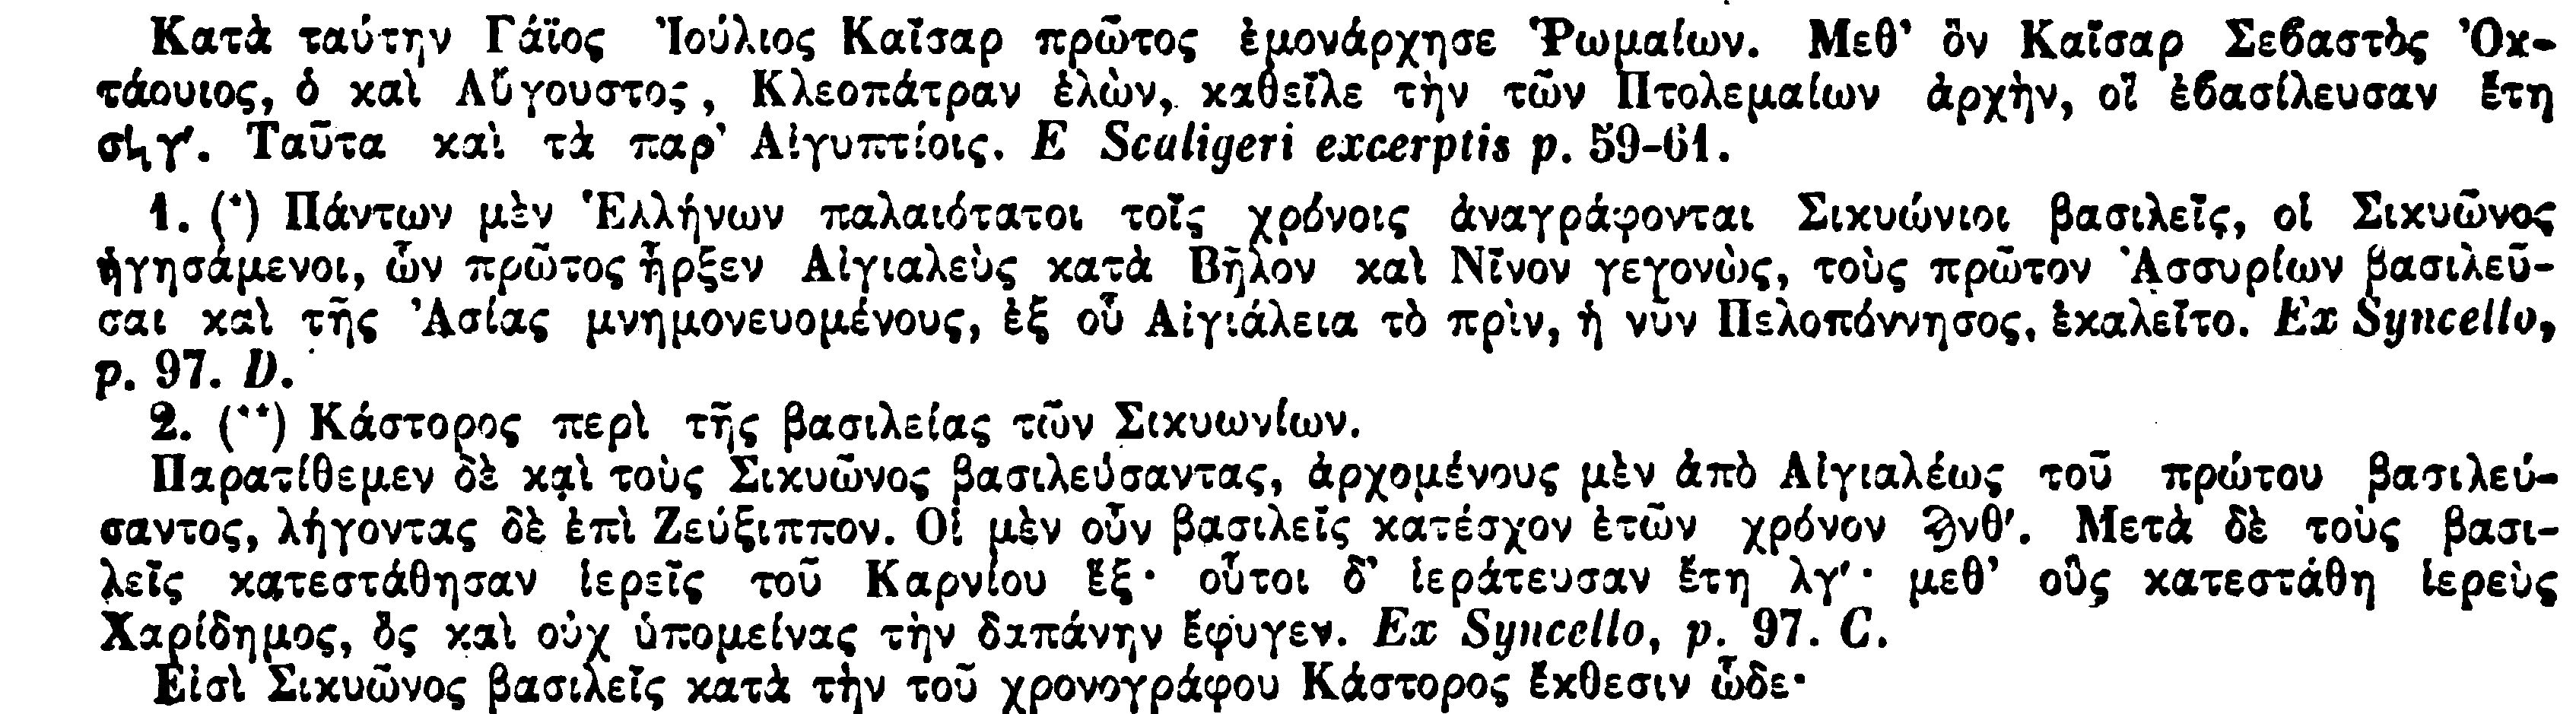 Κατὰ ταύτην Γάϊος Ἰούλιος Καῖσαρ πρῶτος ἐμονάρχησε Ῥωμαίων. Μεθ' ὃν Καῖσαρ Σεϐαστὸς Ὀκ-
τάουιος, ὁ καὶ Αὔγουστος, Κλεοπάτραν ἑλὼν, καθεῖλε τὴν τῶν Πτολεμαίων ἀρχὴν, οἳ ἐϐασίλευσαν ἔτη
σϟγ'. Ταῦτα καὶ τὰ παρ' Αἰγυπτίοις. E Scaligeri excerptis p. 59-61.
1. (*) Πάντων μὲν Ἑλλήνων παλαιότατοι τοῖς χρόνοις ἀναγράφονται Σικυώνιοι βασιλεῖς, οἱ Σικυῶνος
ἡγησάμενοι, ὧν πρῶτος ἦρξεν Αἰγιαλεὺς κατὰ Βῆλον καὶ Νῖνον γεγονὼς, τοὺς πρῶτον Ἀσσυρίων βασιλεῦ-
σαι καὶ τῆς Ἀσίας μνημονευομένους, ἐξ οὗ Αἰγιάλεια τὸ πρὶν, ἡ νῦν Πελοπόννησος, ἐκαλεῖτο. Ex Syncello,
p. 97. D.
2. (**) Κάστορος περὶ τῆς βασιλείας τῶν Σικυωνίων.
Παρατίθεμεν δὲ καὶ τοὺς Σικυῶνος βασιλεύσαντας, ἀρχομένους μὲν ἀπὸ Αἰγιαλέως τοῦ πρώτου βασιλεύ-
σαντος, λήγοντας δὲ ἐπὶ Ζεύξιππον. Οἱ μὲν οὖν βασιλεῖς κατέσχον ἐτῶν χρόνον ϡνθ'. Μετὰ δὲ τοὺς βασι-
λεῖς κατεστάθησαν ἱερεῖς τοῦ Καρνίου ἕξ· οὗτοι δ' ἱεράτευσαν ἔτη λγ'· μεθ' οὓς κατεστάθη ἱερεὺς
Χαρίδημος, ὃς καὶ οὐχ ὑπομείνας τὴν δαπάνην ἔφυγεν. Ex Syncello, p. 97. C.
Εἰσὶ Σικυῶνος βασιλεῖς κατὰ τὴν τοῦ χρονογράφου Κάστορος ἔκθεσιν ὧδε·